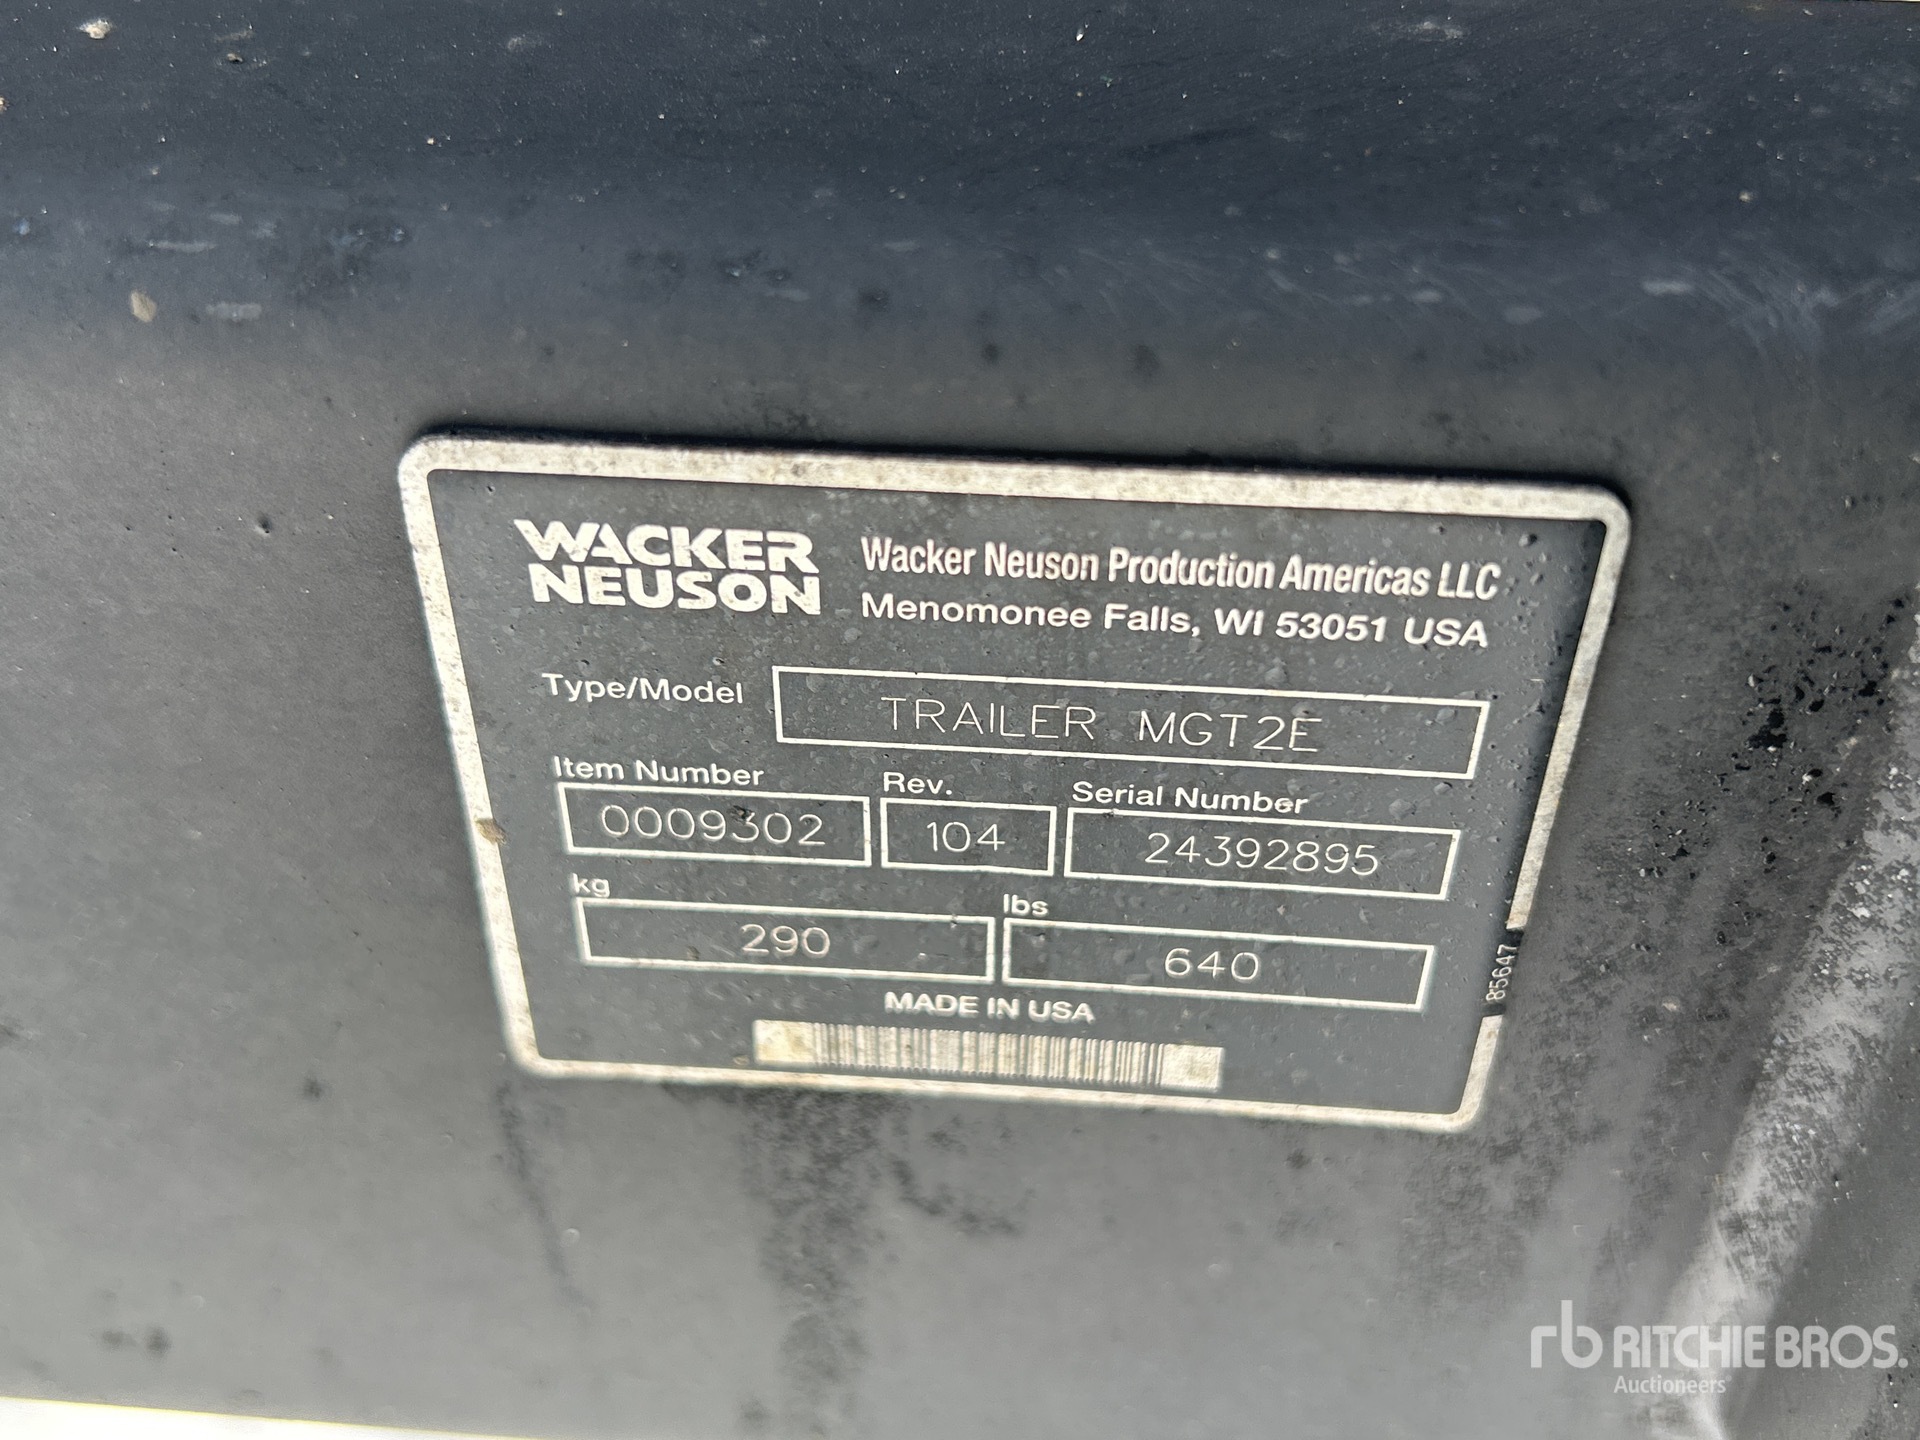 WACKER
NEUSON
Wacker Neuson Production Americas LLC
Menomonee Falls, WI 53051 USA
Type/Model
TRAILER MGT2E
Item Number
Rev.
Serial Number
0009302
104
24392895
kg
lbs
290
640
85647
MADE IN USA
rb RITCHIE BROS.
Auctioneers